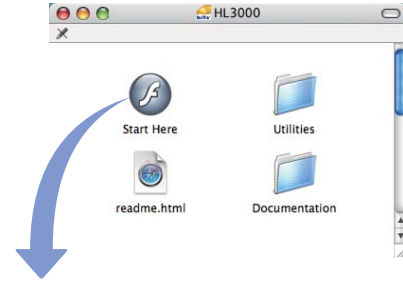 HL3000
Start Here
Utilities
readme.html
Documentation